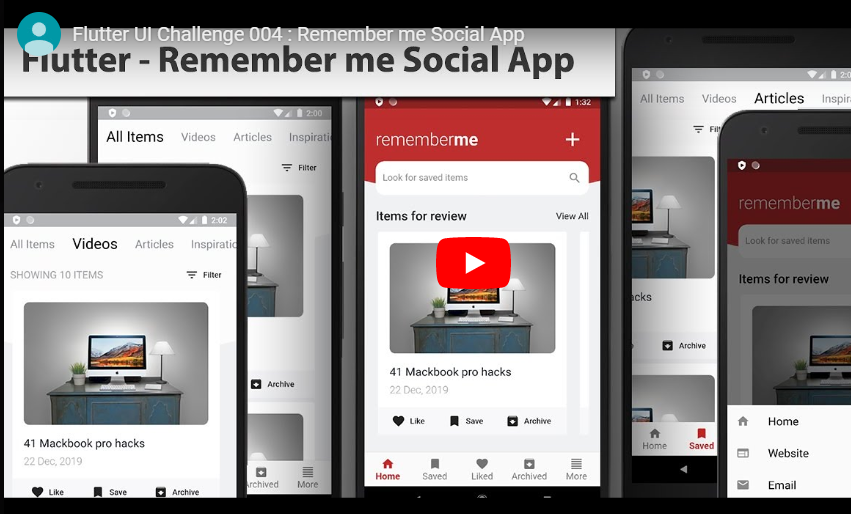 Flutter UI Challenge 004 : Remember me Social App
Flutter - Remember me Social App
2:02
All Items Videos Articles Inspiratio
SHOWING 10 ITEMS Filter
41 Mackbook pro hacks
22 Dec, 2019
Like Save Archive
2:00
All Items Videos Articles Inspirati
Filter
Archive
Archived More
1:32
rememberme +
Look for saved items
Items for review View All
41 Mackbook pro hacks
22 Dec, 2019
Like Save Archive
Home Saved Liked Archived More
All Items Videos Articles Inspir
Filt
hacks
Archive
Home Saved
rememberme
Look for saved items
Items for review
Home
Website
Email